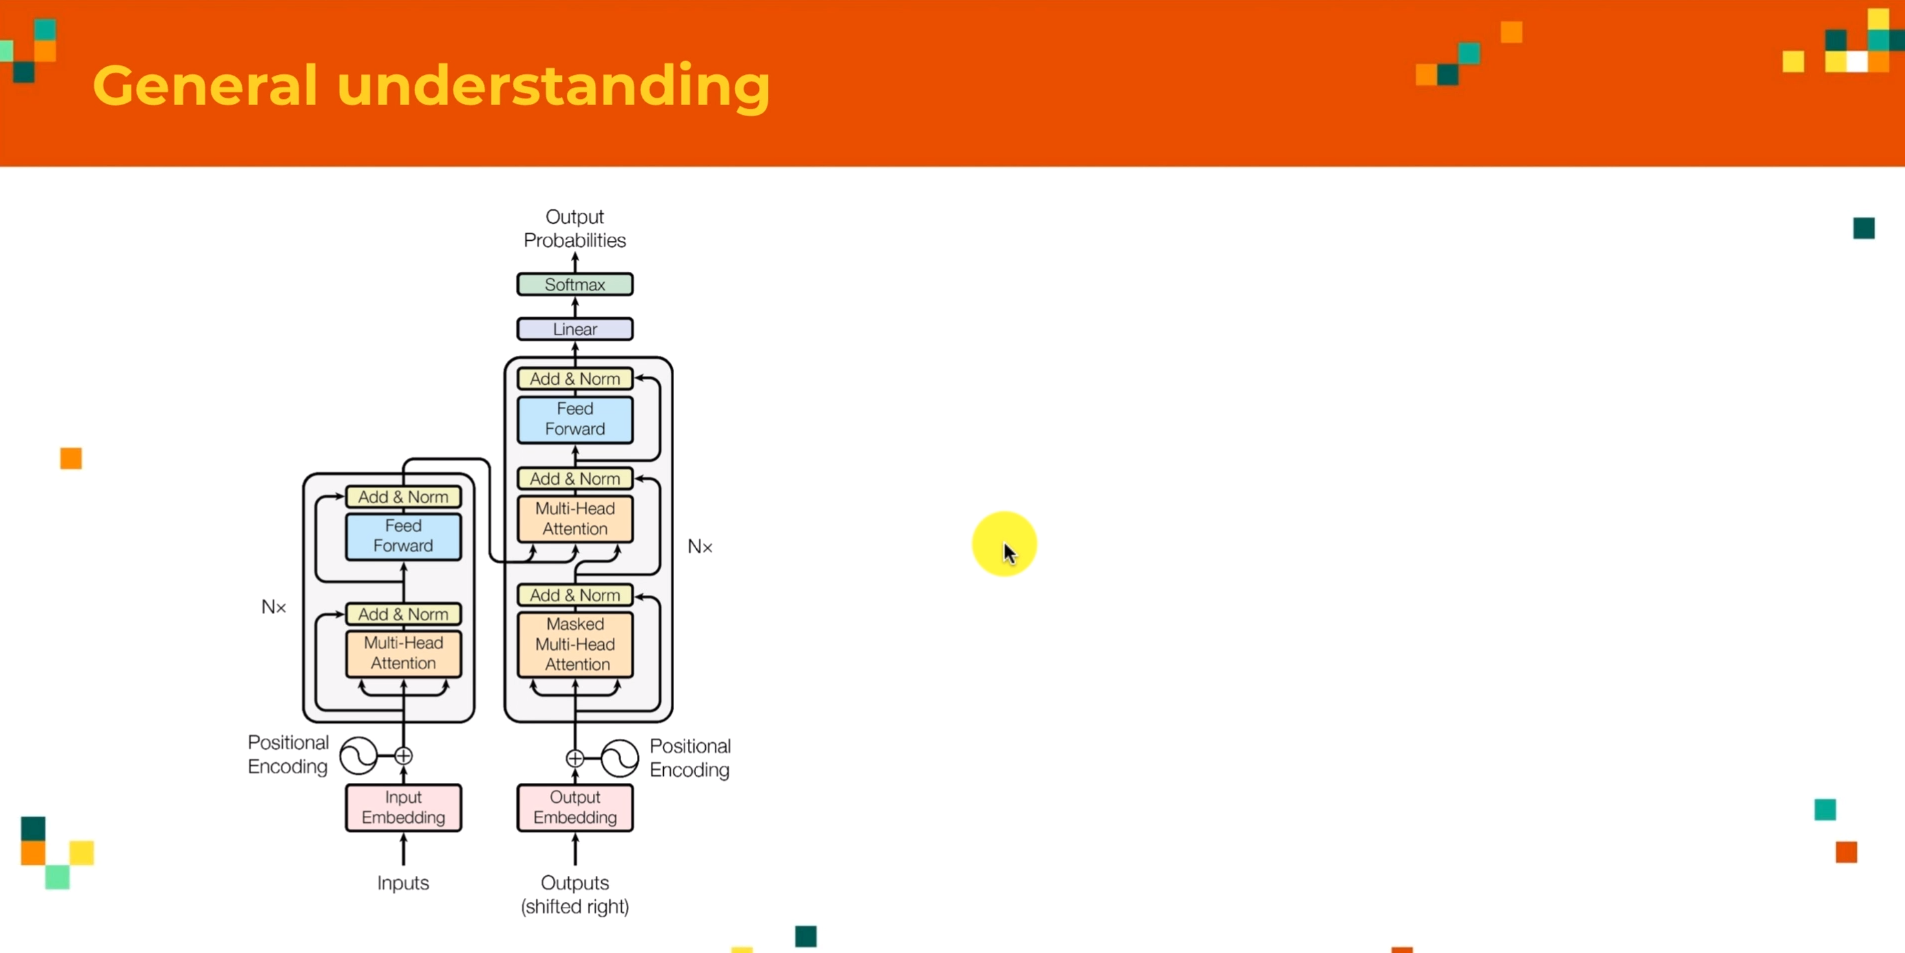 General understanding
Output
Probabilities
Softmax
Linear
Add & Norm
Feed
Forward
Add & Norm
Multi-Head
Attention
Nx
Add & Norm
Masked
Multi-Head
Attention
Add & Norm
Feed
Forward
Nx
Add & Norm
Multi-Head
Attention
Positional
Encoding
Positional
Encoding
Input
Embedding
Output
Embedding
Inputs
Outputs
(shifted right)